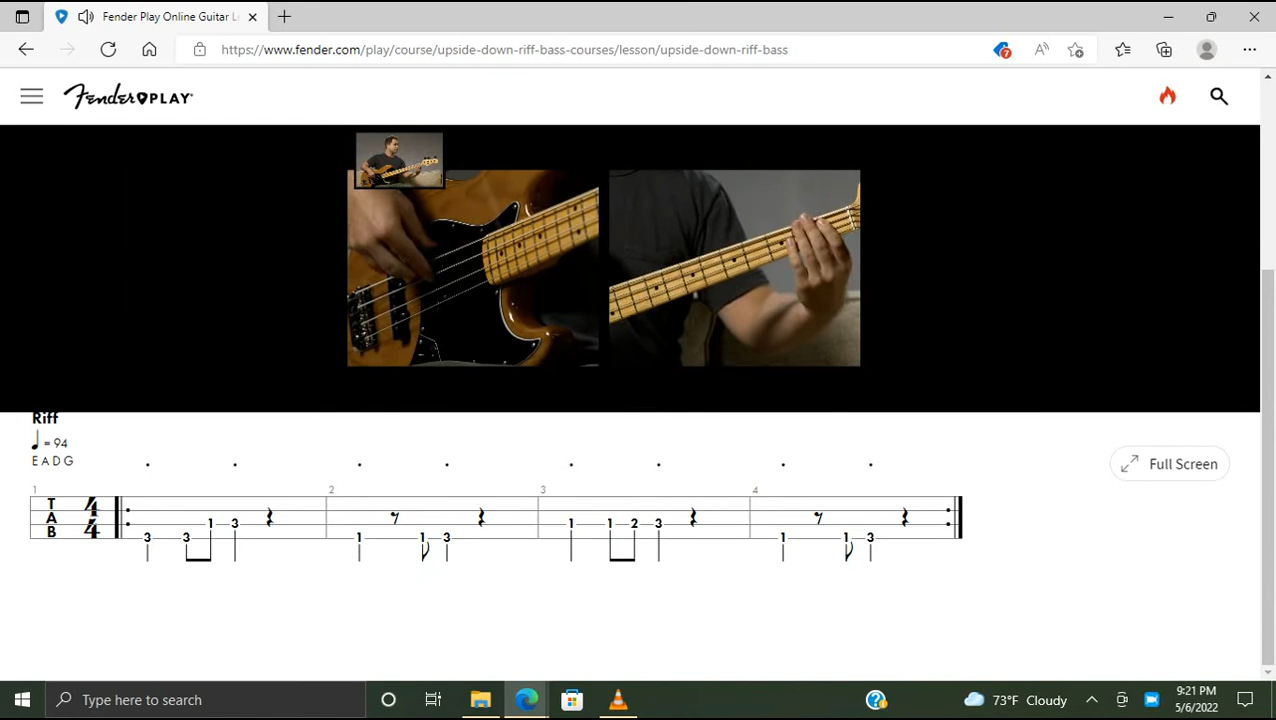 Fender Play Online Guitar L
https://www.fender.com/play/course/upside-down-riff-bass-courses/lesson/upside-down-riff-bass
7
Fender PLAY
Riff
= 94
E A D G
Full Screen
1 2 3 4
T
A
B
4
4
1 3 1 1 2 3
3 3 1 1 3 1 1 3
Type here to search
73°F Cloudy
9:21 PM
5/6/2022